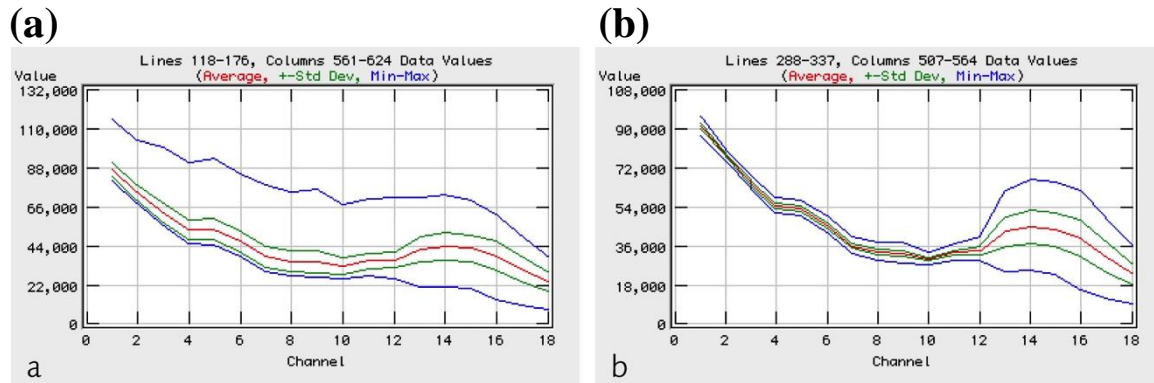 (a)
Lines 118-176, Columns 561-624 Data Values
(Average, +-Std Dev, Min-Max)
Value
132,000
110,000
88,000
66,000
44,000
22,000
0
0 2 4 6 8 10 12 14 16 18
Channel
a
(b)
Lines 288-337, Columns 507-564 Data Values
(Average, +-Std Dev, Min-Max)
Value
108,000
90,000
72,000
54,000
36,000
18,000
0
0 2 4 6 8 10 12 14 16 18
Channel
b